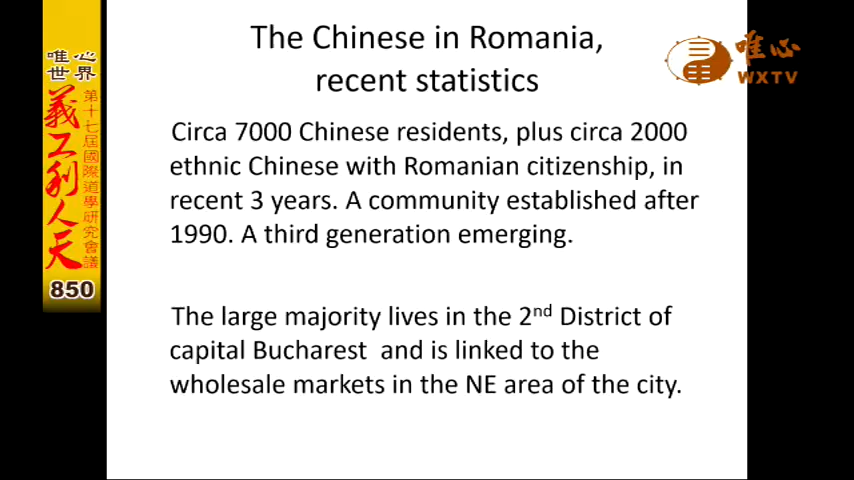 The Chinese in Romania,
recent statistics
Circa 7000 Chinese residents, plus circa 2000
ethnic Chinese with Romanian citizenship, in
recent 3 years. A community established after
1990. A third generation emerging.
The large majority lives in the 2nd District of
capital Bucharest and is linked to the
wholesale markets in the NE area of the city.
唯心
世界
義工利人天
第十七屆國際道學研究會議
850
唯心
WXTV